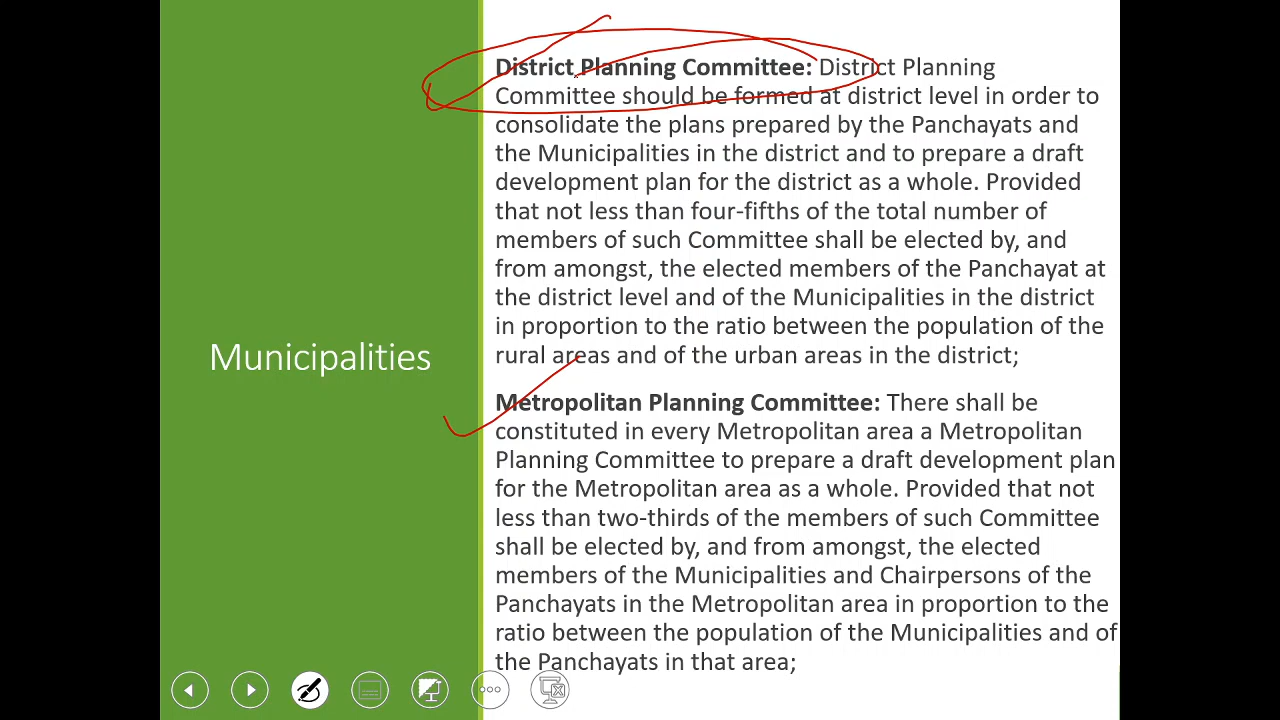 Municipalities
District Planning Committee: District Planning
Committee should be formed at district level in order to
consolidate the plans prepared by the Panchayats and
the Municipalities in the district and to prepare a draft
development plan for the district as a whole. Provided
that not less than four-fifths of the total number of
members of such Committee shall be elected by, and
from amongst, the elected members of the Panchayat at
the district level and of the Municipalities in the district
in proportion to the ratio between the population of the
rural areas and of the urban areas in the district;
Metropolitan Planning Committee: There shall be
constituted in every Metropolitan area a Metropolitan
Planning Committee to prepare a draft development plan
for the Metropolitan area as a whole. Provided that not
less than two-thirds of the members of such Committee
shall be elected by, and from amongst, the elected
members of the Municipalities and Chairpersons of the
Panchayats in the Metropolitan area in proportion to the
ratio between the population of the Municipalities and of
the Panchayats in that area;